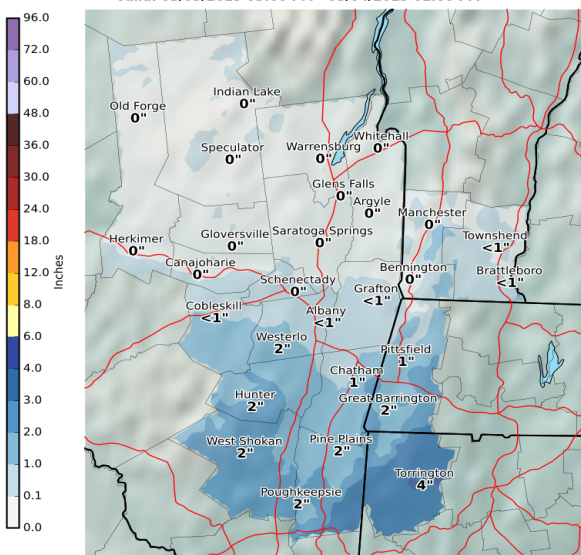 96.0
72.0
60.0
48.0
36.0
30.0
24.0
18.0
12.0
8.0
6.0
4.0
3.0
2.0
1.0
0.1
0.0
Inches
Indian Lake
0"
Old Forge
0"
Whitehall
0"
Speculator
0"
Warrensburg
0"
Glens Falls
0"
Argyle
0"
Manchester
0"
Gloversville
0"
Saratoga Springs
0"
Townshend
<1"
Herkimer
0"
Canajoharie
0"
Bennington
0"
Brattleboro
<1"
Schenectady
0"
Grafton
<1"
Cobleskill
<1"
Albany
<1"
Westerlo
2"
Pittsfield
1"
Chatham
1"
Hunter
2"
Great Barrington
2"
West Shokan
2"
Pine Plains
2"
Torrington
4"
Poughkeepsie
2"